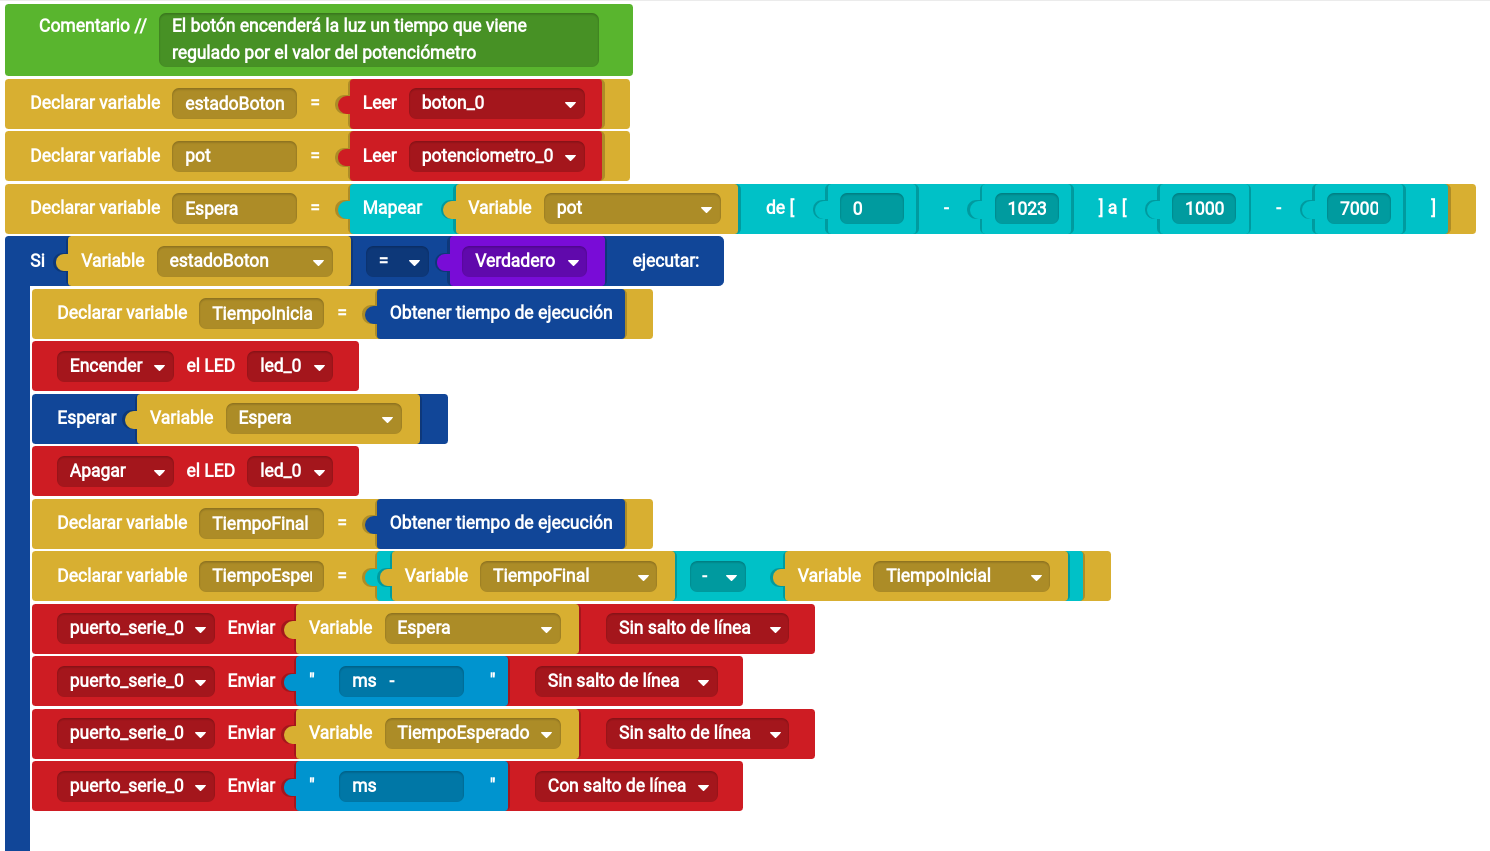 Comentario // El botón encenderá la luz un tiempo que viene
regulado por el valor del potenciómetro
Declarar variable estadoBoton = Leer boton_0
Declarar variable pot = Leer potenciometro_0
Declarar variable Espera = Mapear Variable pot de [ 0 - 1023 ] a [ 1000 - 7000 ]
Si Variable estadoBoton = Verdadero ejecutar:
Declarar variable TiempoInicia = Obtener tiempo de ejecución
Encender el LED led_0
Esperar Variable Espera
Apagar el LED led_0
Declarar variable TiempoFinal = Obtener tiempo de ejecución
Declarar variable TiempoEsper = Variable TiempoFinal - Variable TiempoInicial
puerto_serie_0 Enviar Variable Espera Sin salto de línea
puerto_serie_0 Enviar " ms - " Sin salto de línea
puerto_serie_0 Enviar Variable TiempoEsperado Sin salto de línea
puerto_serie_0 Enviar " ms " Con salto de línea